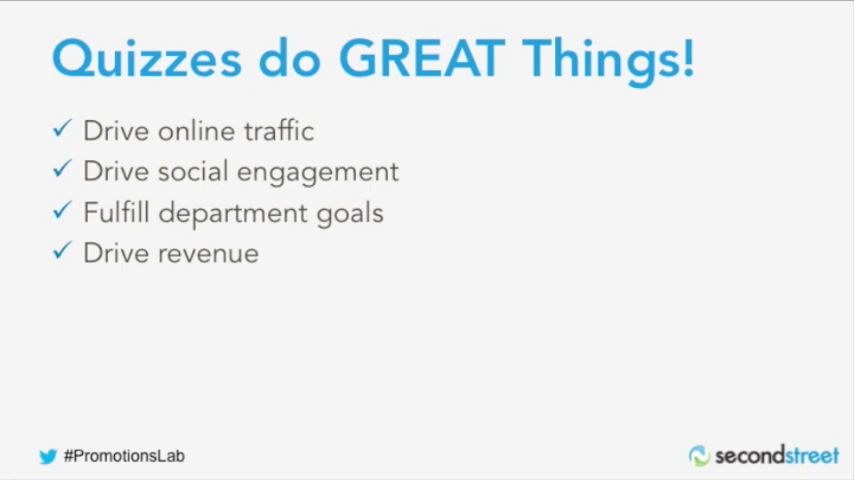 Quizzes do GREAT Things!
✓ Drive online traffic
✓ Drive social engagement
✓ Fulfill department goals
✓ Drive revenue
#PromotionsLab
secondstreet